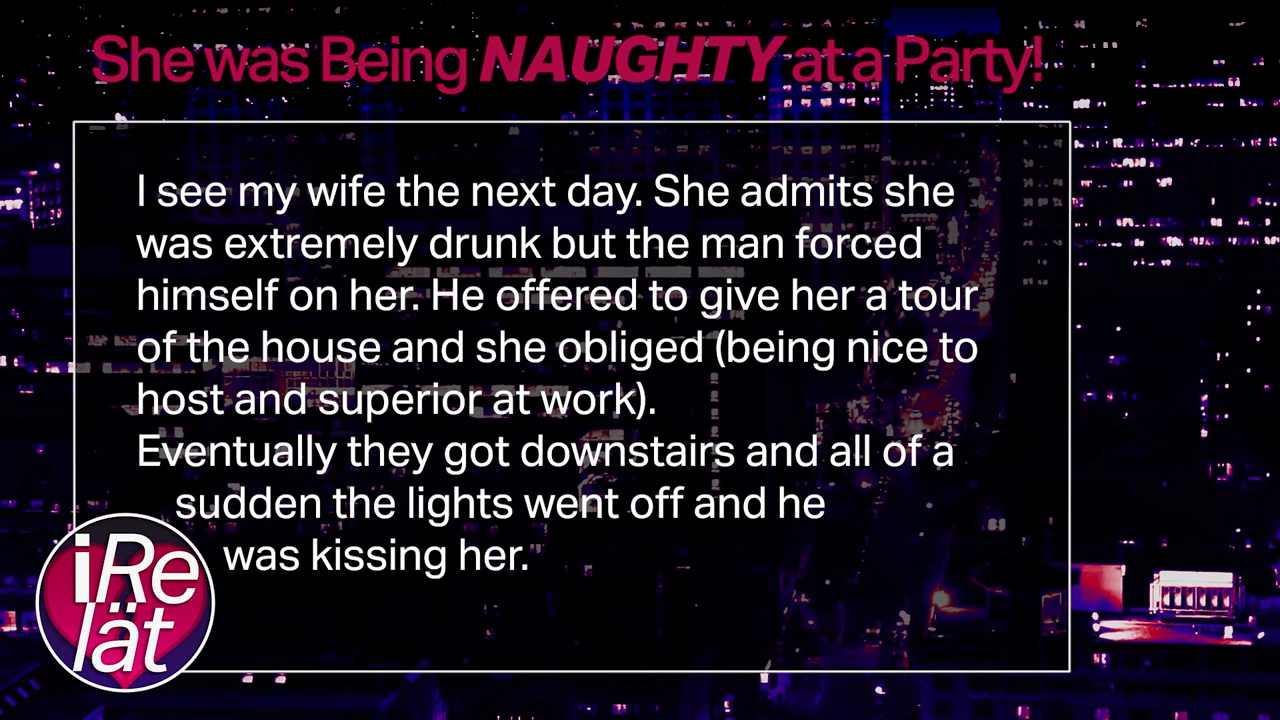 She was Being NAUGHTY at a Party!
I see my wife the next day. She admits she
was extremely drunk but the man forced
himself on her. He offered to give her a tour
of the house and she obliged (being nice to
host and superior at work).
Eventually they got downstairs and all of a
sudden the lights went off and he
was kissing her.
iRe
lät